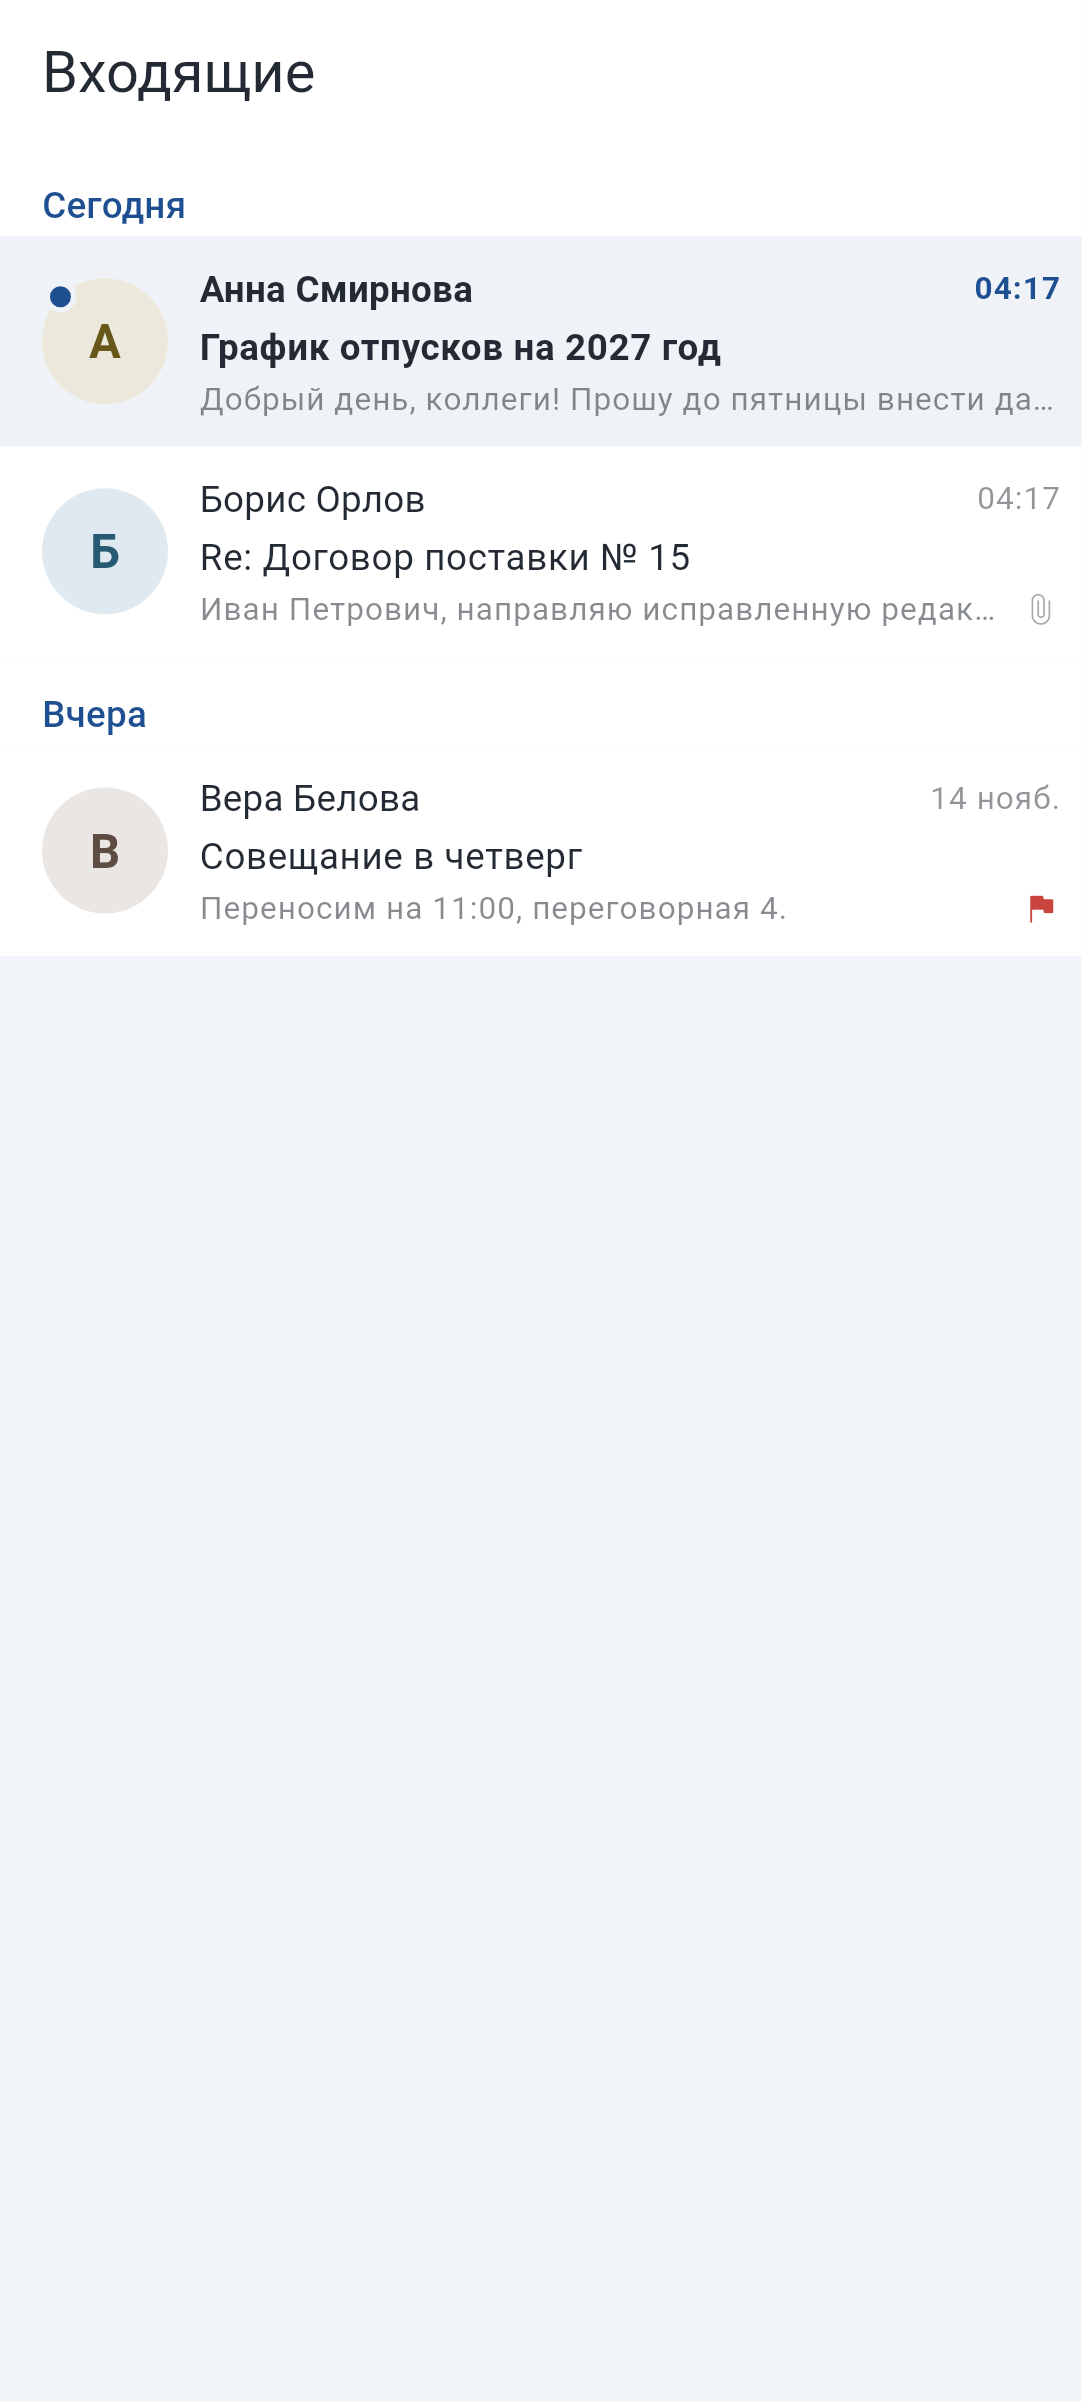 Входящие
Сегодня
А
Анна Смирнова 04:17
График отпусков на 2027 год
Добрый день, коллеги! Прошу до пятницы внести да…
Б
Борис Орлов 04:17
Re: Договор поставки № 15
Иван Петрович, направляю исправленную редак…
Вчера
В
Вера Белова 14 нояб.
Совещание в четверг
Переносим на 11:00, переговорная 4.